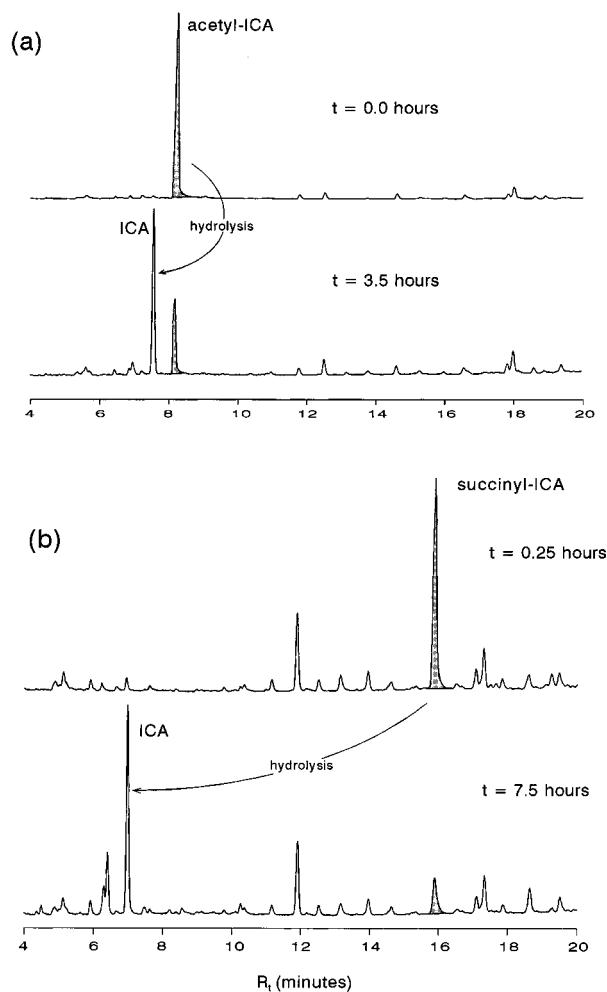 (a)
acetyl-ICA
t = 0.0 hours
hydrolysis
ICA
t = 3.5 hours
4 6 8 10 12 14 16 18 20
(b)
succinyl-ICA
t = 0.25 hours
ICA
hydrolysis
t = 7.5 hours
4 6 8 10 12 14 16 18 20
Rt (minutes)